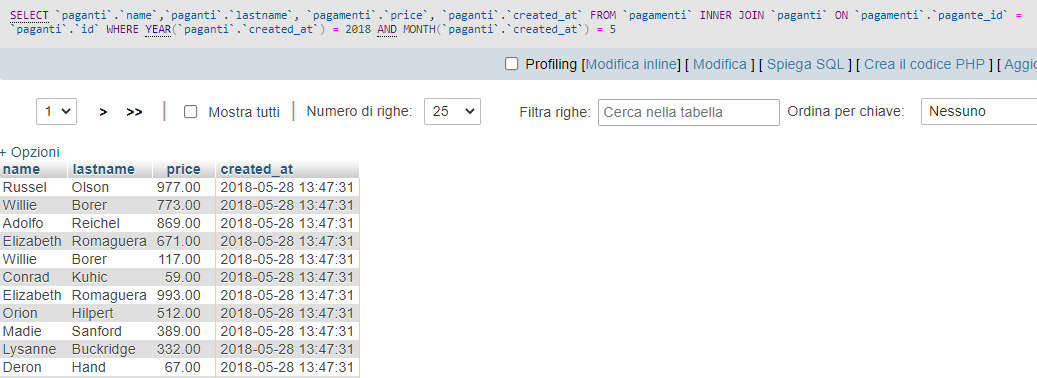 SELECT `paganti`.`name`,`paganti`.`lastname`, `pagamenti`.`price`, `paganti`.`created_at` FROM `pagamenti` INNER JOIN `paganti` ON `pagamenti`.`pagante_id` =
`paganti`.`id` WHERE YEAR(`paganti`.`created_at`) = 2018 AND MONTH(`paganti`.`created_at`) = 5
Profiling [Modifica inline] [ Modifica ] [ Spiega SQL ] [ Crea il codice PHP ] [ Aggio
1 > >> | Mostra tutti | Numero di righe: 25 Filtra righe: Cerca nella tabella Ordina per chiave: Nessuno
+ Opzioni
name lastname price created_at
Russel Olson 977.00 2018-05-28 13:47:31
Willie Borer 773.00 2018-05-28 13:47:31
Adolfo Reichel 869.00 2018-05-28 13:47:31
Elizabeth Romaguera 671.00 2018-05-28 13:47:31
Willie Borer 117.00 2018-05-28 13:47:31
Conrad Kuhic 59.00 2018-05-28 13:47:31
Elizabeth Romaguera 993.00 2018-05-28 13:47:31
Orion Hilpert 512.00 2018-05-28 13:47:31
Madie Sanford 389.00 2018-05-28 13:47:31
Lysanne Buckridge 332.00 2018-05-28 13:47:31
Deron Hand 67.00 2018-05-28 13:47:31